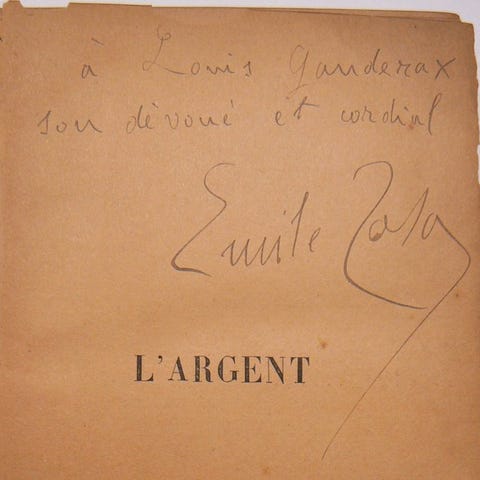 à Louis Ganderax
son dévoué et cordial
Emile Zola
L'ARGENT